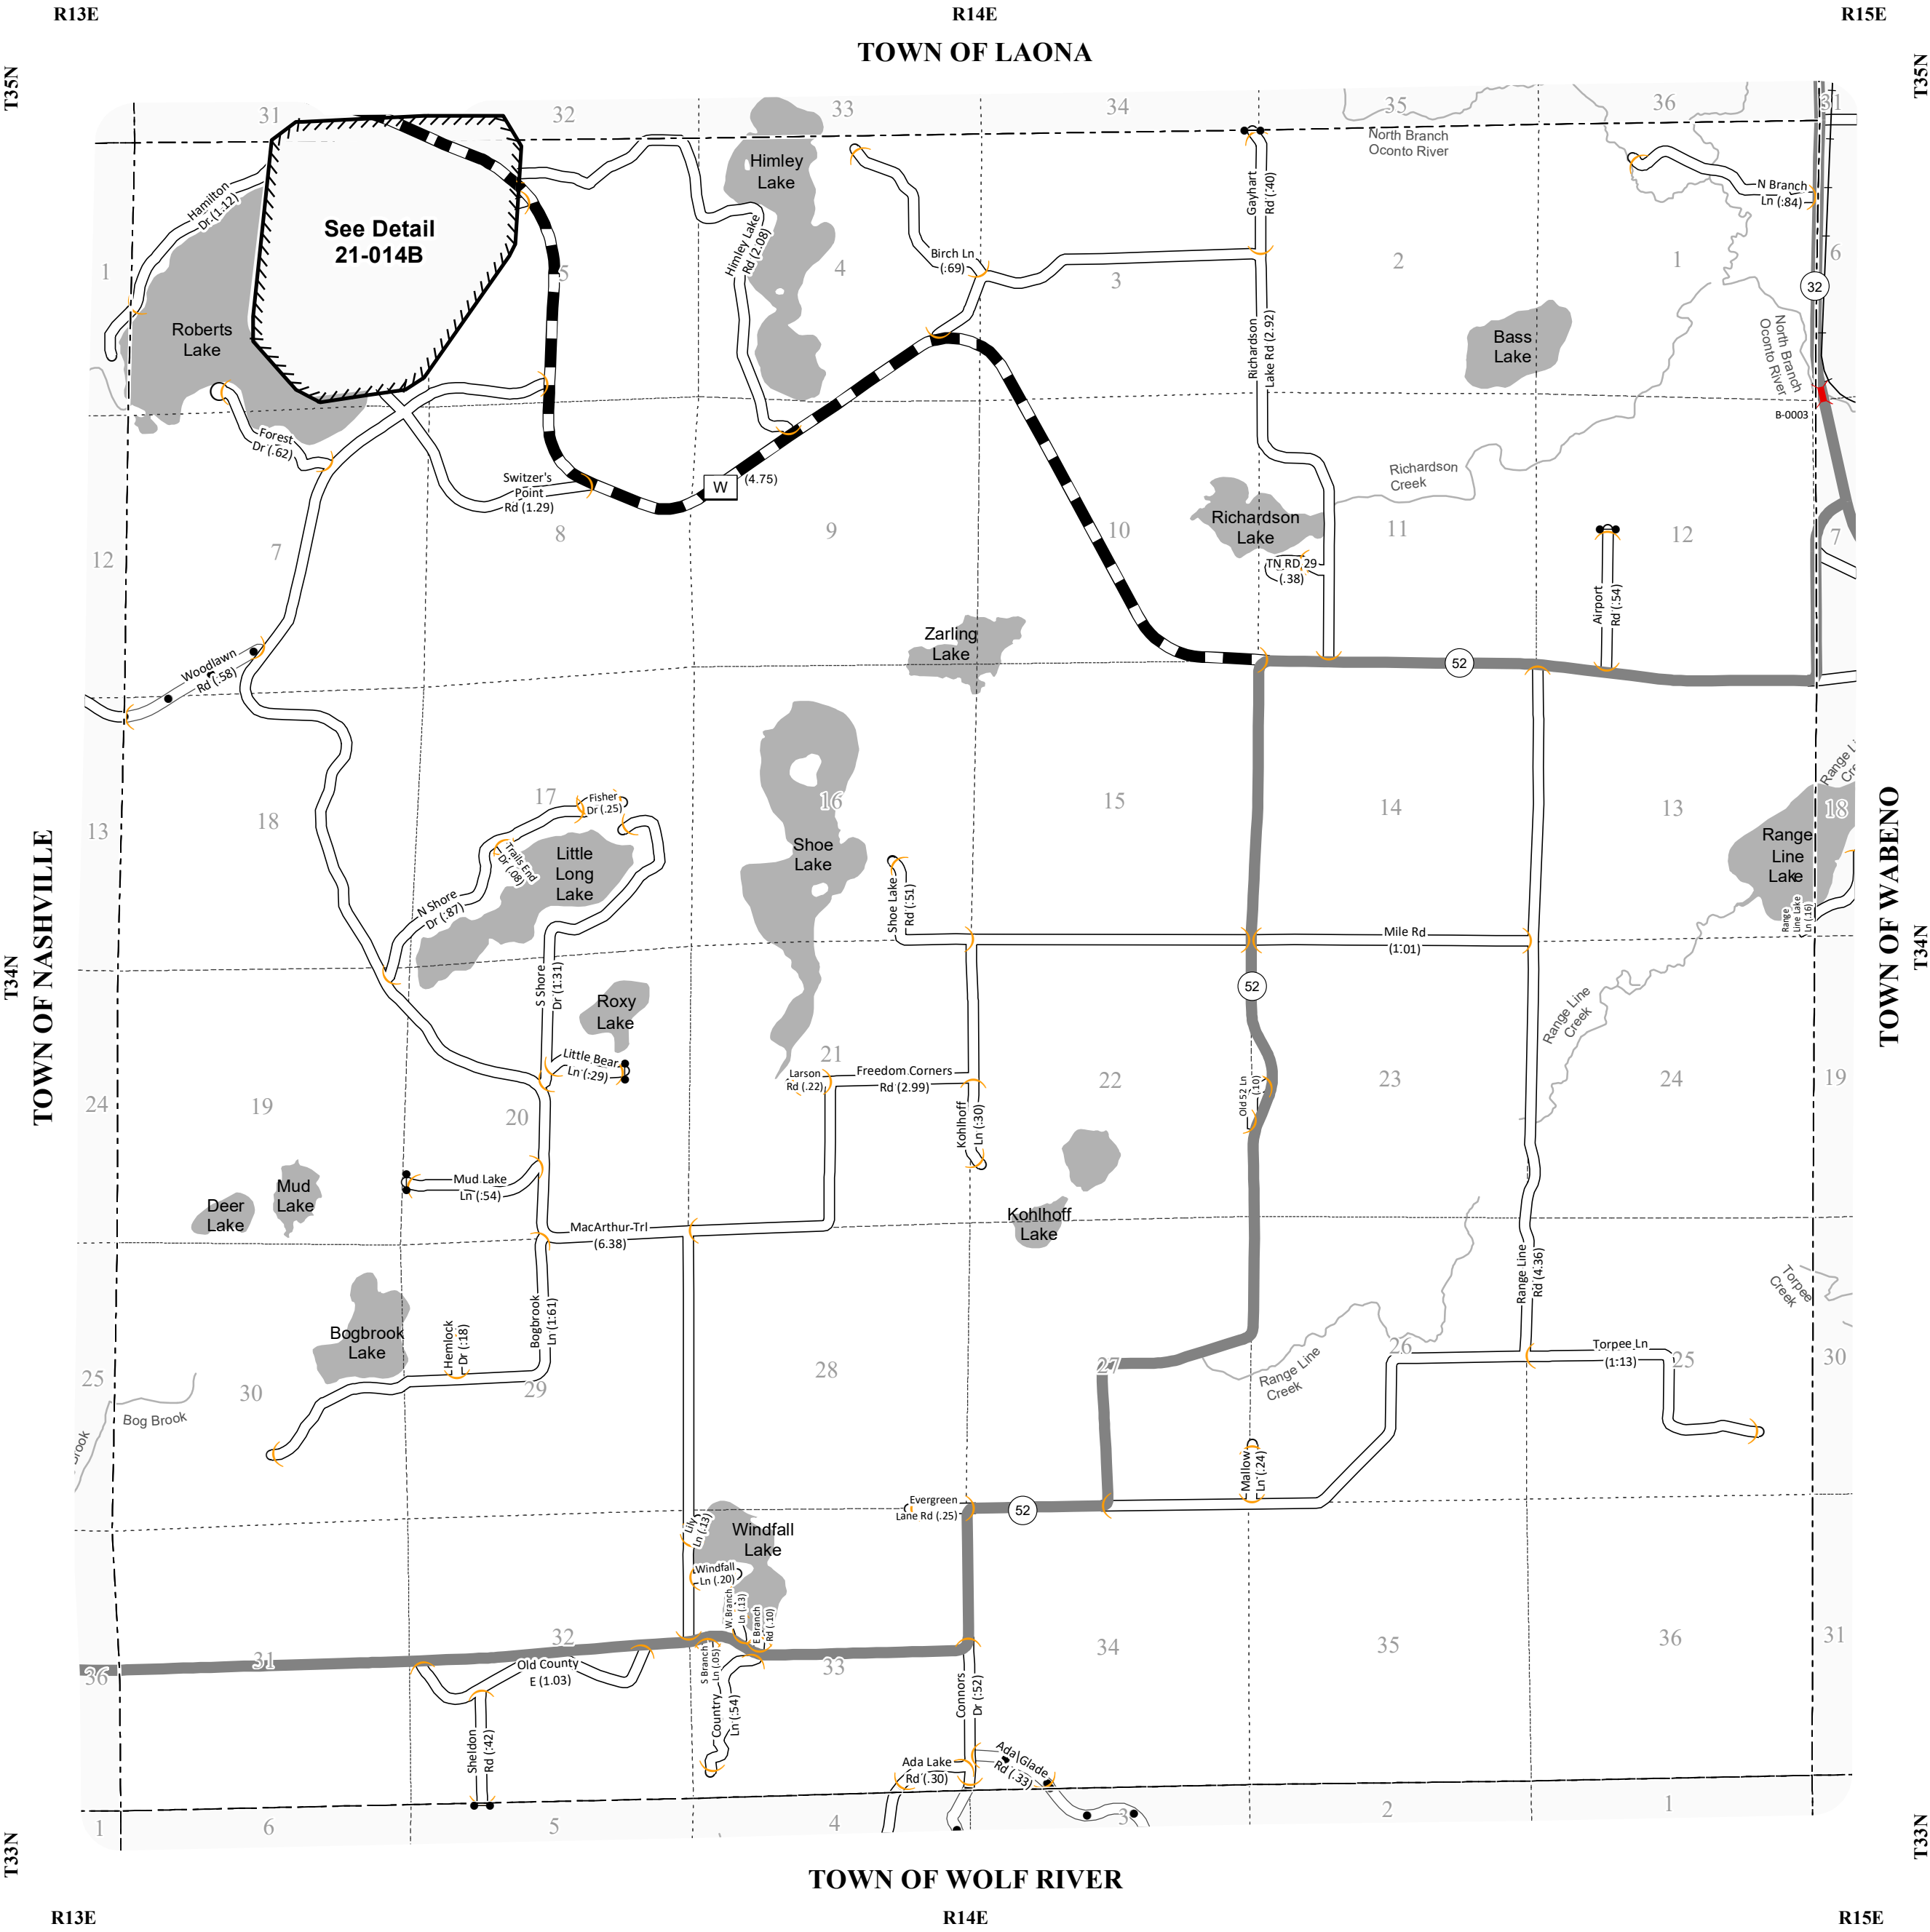 R13E
R14E
R15E
TOWN OF LAONA
T35N
T35N
31
32
33
34
35
36
31
North Branch
Oconto River
Himley
Lake
Hamilton
Dr (1.12)
See Detail
21-014B
Gayhart
Rd (.40)
N Branch
Ln (.84)
Himley Lake
Rd (2.08)
Birch Ln
(.69)
1
5
4
3
2
1
6
32
Roberts
Lake
Richardson
Lake Rd (2.92)
Bass
Lake
North Branch
Oconto River
B-0003
Forest
Dr (.62)
Switzer's
Point
Rd (1.29)
W
(4.75)
Richardson
Creek
Richardson
Lake
12
7
8
9
10
11
12
7
TN RD 29
(.38)
Airport
Rd (.54)
Zarling
Lake
Woodlawn
Rd (.58)
52
13
18
17
16
15
14
13
18
Fisher
Dr (.25)
Trails End
Dr (.08)
Little
Long
Lake
N Shore
Dr (.87)
Shoe
Lake
Shoe Lake
Rd (.51)
Range
Line
Lake
Range
Line Lake
Ln (.16)
TOWN OF NASHVILLE
TOWN OF WABENO
Mile Rd
(1.01)
T34N
T34N
S Shore
Dr (1.31)
Roxy
Lake
52
Range Line
Creek
Little Bear
Ln (.29)
Larson
Rd (.22)
Freedom Corners
Rd (2.99)
Kohlhoff
Ln (.30)
Old 52 Ln
(.10)
24
19
20
21
22
23
24
19
Mud Lake
Ln (.54)
Deer
Lake
Mud
Lake
MacArthur Trl
(6.38)
Kohlhoff
Lake
Range Line
Rd (4.36)
Torpee
Creek
Bogbrook
Lake
Hemlock
Dr (.18)
Bogbrook
Ln (1.61)
Range Line
Creek
Torpee Ln
(1.13)
25
30
29
28
27
26
25
30
Bog Brook
Mallow
Ln (.24)
Evergreen
Lane Rd (.25)
52
Lily
Ln (.13)
Windfall
Lake
Windfall
Ln (.20)
W Branch
Ln (.13)
E Branch
Rd (.10)
36
31
32
33
34
35
36
31
Old County
E (1.03)
S Branch
Ln (.05)
Country
Ln (.54)
Connors
Dr (.52)
Sheldon
Rd (.42)
Ada Lake
Rd (.30)
Ada\Glade
Rd (.33)
1
6
5
4
3
2
1
T33N
T33N
TOWN OF WOLF RIVER
R13E
R14E
R15E